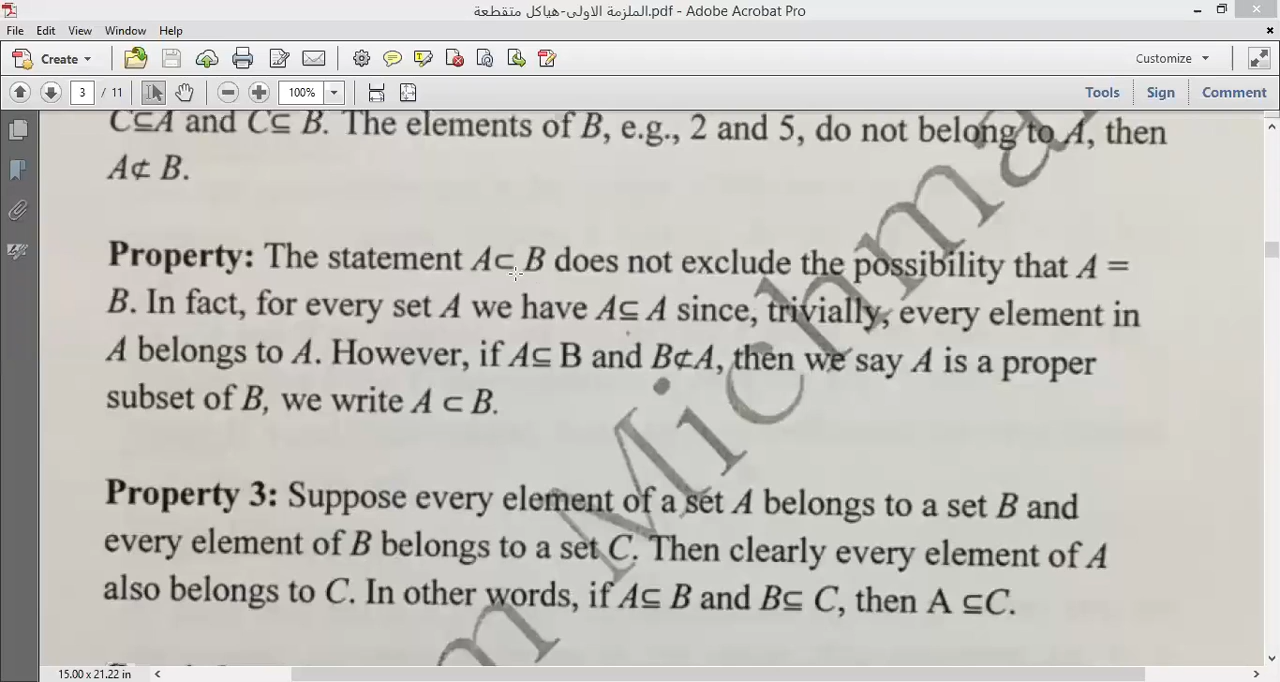 الملزمة الاولى-هياكل متقطعة.pdf - Adobe Acrobat Pro
File Edit View Window Help
Create Customize
3 / 11 100% Tools Sign Comment
C⊆A and C⊆ B. The elements of B, e.g., 2 and 5, do not belong to A, then
A⊄ B.
Property: The statement A⊂ B does not exclude the possibility that A =
B. In fact, for every set A we have A⊆ A since, trivially, every element in
A belongs to A. However, if A⊆ B and B⊄A, then we say A is a proper
subset of B, we write A ⊂ B.
Property 3: Suppose every element of a set A belongs to a set B and
every element of B belongs to a set C. Then clearly every element of A
also belongs to C. In other words, if A⊆ B and B⊆ C, then A ⊆C.
15.00 x 21.22 in